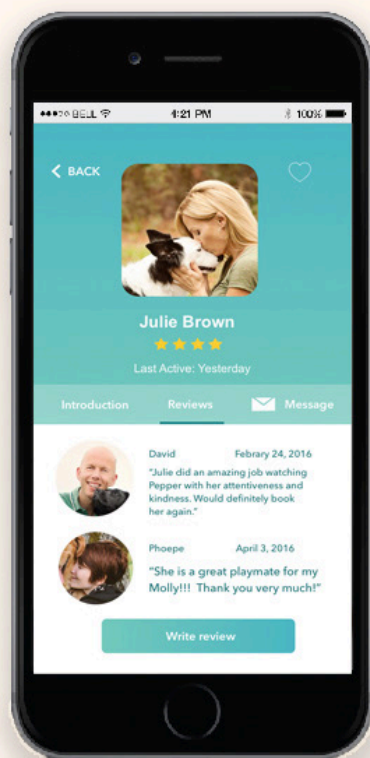 BELL 4:21 PM 100%
BACK
Julie Brown
Last Active: Yesterday
Introduction Reviews Message
David Febrary 24, 2016
"Julie did an amazing job watching
Pepper with her attentiveness and
kindness. Would definitely book
her again."
Phoepe April 3, 2016
"She is a great playmate for my
Molly!!! Thank you very much!"
Write review